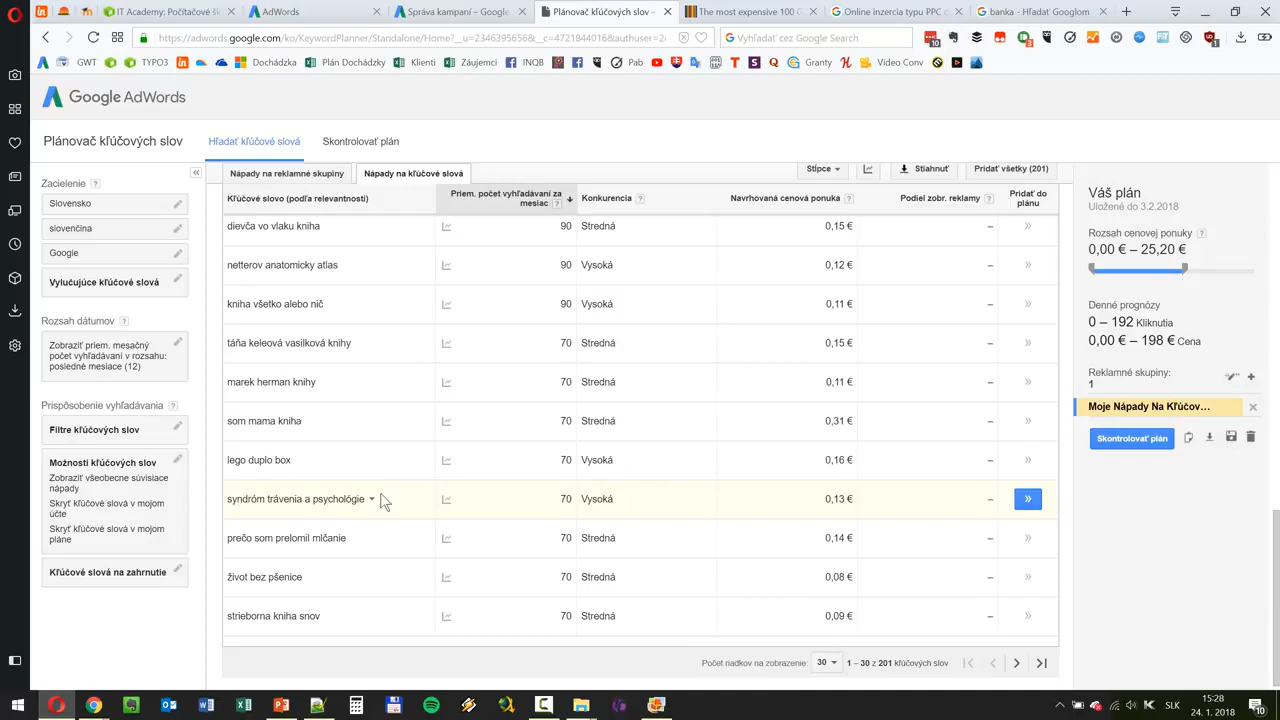 IT Academy: Počítačové šk
AdWords
Správa kampaní – Google
Plánovač kľúčových slov –
The most expensive 100 G
Online inzercia typu PPC c
banka - Hľadať Googlom
https://adwords.google.com/ko/KeywordPlanner/Standalone/Home?__u=2346395656&__c=4721844016&authuser=2
Vyhľadať cez Google Search
GWT
TYPO3
Dochádzka
Plán Dochádzky
Klienti
Záujemci
INQB
Pab
Granty
Video Conv
Google AdWords
Plánovač kľúčových slov
Hľadať kľúčové slová
Skontrolovať plán
Zacielenie ?
Slovensko
slovenčina
Google
Vylučujúce kľúčové slová
Rozsah dátumov ?
Zobraziť priem. mesačný
počet vyhľadávaní v rozsahu:
posledné mesiace (12)
Prispôsobenie vyhľadávania ?
Filtre kľúčových slov
Možnosti kľúčových slov
Zobraziť všeobecne súvisiace
nápady
Skryť kľúčové slová v mojom
účte
Skryť kľúčové slová v mojom
pláne
Kľúčové slová na zahrnutie
Nápady na reklamné skupiny
Nápady na kľúčové slová
Stĺpce
Stiahnuť
Pridať všetky (201)
Kľúčové slovo (podľa relevantnosti)
Priem. počet vyhľadávaní za
mesiac ?
Konkurencia ?
Navrhovaná cenová ponuka ?
Podiel zobr. reklamy ?
Pridať do
plánu
dievča vo vlaku kniha 90 Stredná 0,15 € – »
netterov anatomicky atlas 90 Vysoká 0,12 € – »
kniha všetko alebo nič 90 Vysoká 0,11 € – »
táňa keleová vasilková knihy 70 Stredná 0,15 € – »
marek herman knihy 70 Stredná 0,11 € – »
som mama kniha 70 Stredná 0,31 € – »
lego duplo box 70 Vysoká 0,16 € – »
syndróm trávenia a psychológie 70 Vysoká 0,13 € – »
prečo som prelomil mlčanie 70 Stredná 0,14 € – »
život bez pšenice 70 Stredná 0,08 € – »
strieborna kniha snov 70 Stredná 0,09 € – »
Počet riadkov na zobrazenie: 30 1 – 30 z 201 kľúčových slov
Váš plán
Uložené do 3.2.2018
Rozsah cenovej ponuky ?
0,00 € – 25,20 €
Denné prognózy
0 – 192 Kliknutia
0,00 € – 198 € Cena
Reklamné skupiny:
1
Moje Nápady Na Kľúčov…
Skontrolovať plán
SLK
15:28
24. 1. 2018